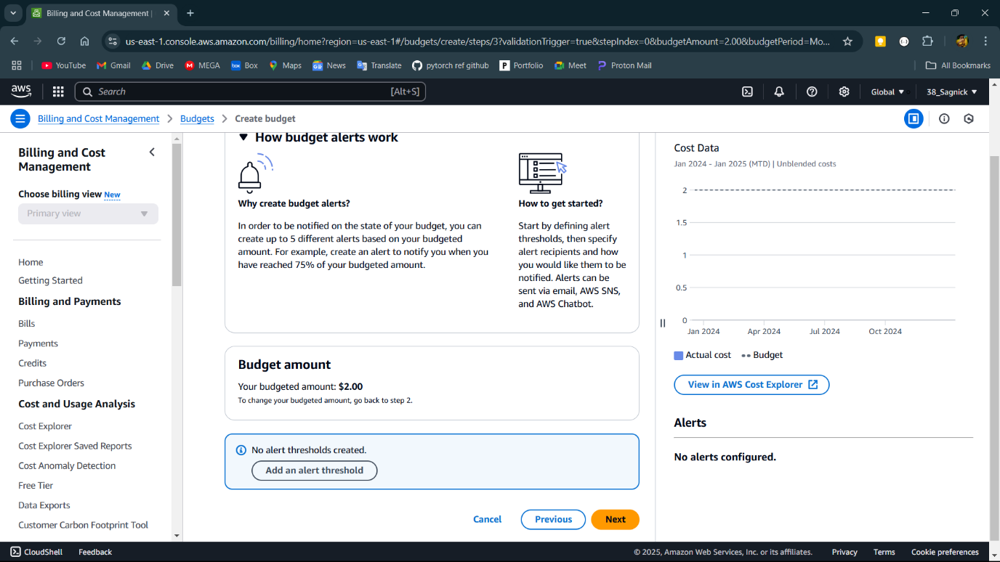 Billing and Cost Management |
us-east-1.console.aws.amazon.com/billing/home?region=us-east-1#/budgets/create/steps/3?validationTrigger=true&stepIndex=0&budgetAmount=2.00&budgetPeriod=Mo...
YouTube
Gmail
Drive
MEGA
box
Box
Maps
News
Translate
pytorch ref github
P
Portfolio
Meet
Proton Mail
All Bookmarks
aws
Search
[Alt+S]
Global
38_Sagnick
Billing and Cost Management
Budgets
Create budget
Billing and Cost
Management
Choose billing view New
Primary view
Home
Getting Started
Billing and Payments
Bills
Payments
Credits
Purchase Orders
Cost and Usage Analysis
Cost Explorer
Cost Explorer Saved Reports
Cost Anomaly Detection
Free Tier
Data Exports
Customer Carbon Footprint Tool
How budget alerts work
Why create budget alerts?
In order to be notified on the state of your budget, you can
create up to 5 different alerts based on your budgeted
amount. For example, create an alert to notify you when you
have reached 75% of your budgeted amount.
How to get started?
Start by defining alert
thresholds, then specify
alert recipients and how
you would like them to be
notified. Alerts can be
sent via email, AWS SNS,
and AWS Chatbot.
Budget amount
Your budgeted amount: $2.00
To change your budgeted amount, go back to step 2.
No alert thresholds created.
Add an alert threshold
Cancel
Previous
Next
Cost Data
Jan 2024 - Jan 2025 (MTD) | Unblended costs
2
1.5
1
0.5
0
Jan 2024
Apr 2024
Jul 2024
Oct 2024
Actual cost
Budget
View in AWS Cost Explorer
Alerts
No alerts configured.
CloudShell
Feedback
© 2025, Amazon Web Services, Inc. or its affiliates.
Privacy
Terms
Cookie preferences